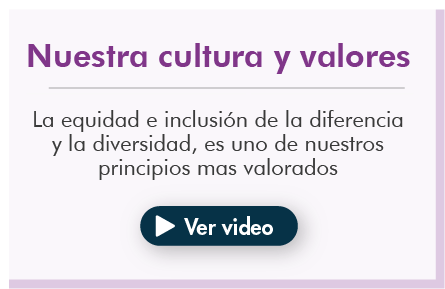 Nuestra cultura y valores
La equidad e inclusión de la diferencia
y la diversidad, es uno de nuestros
principios mas valorados
Ver video